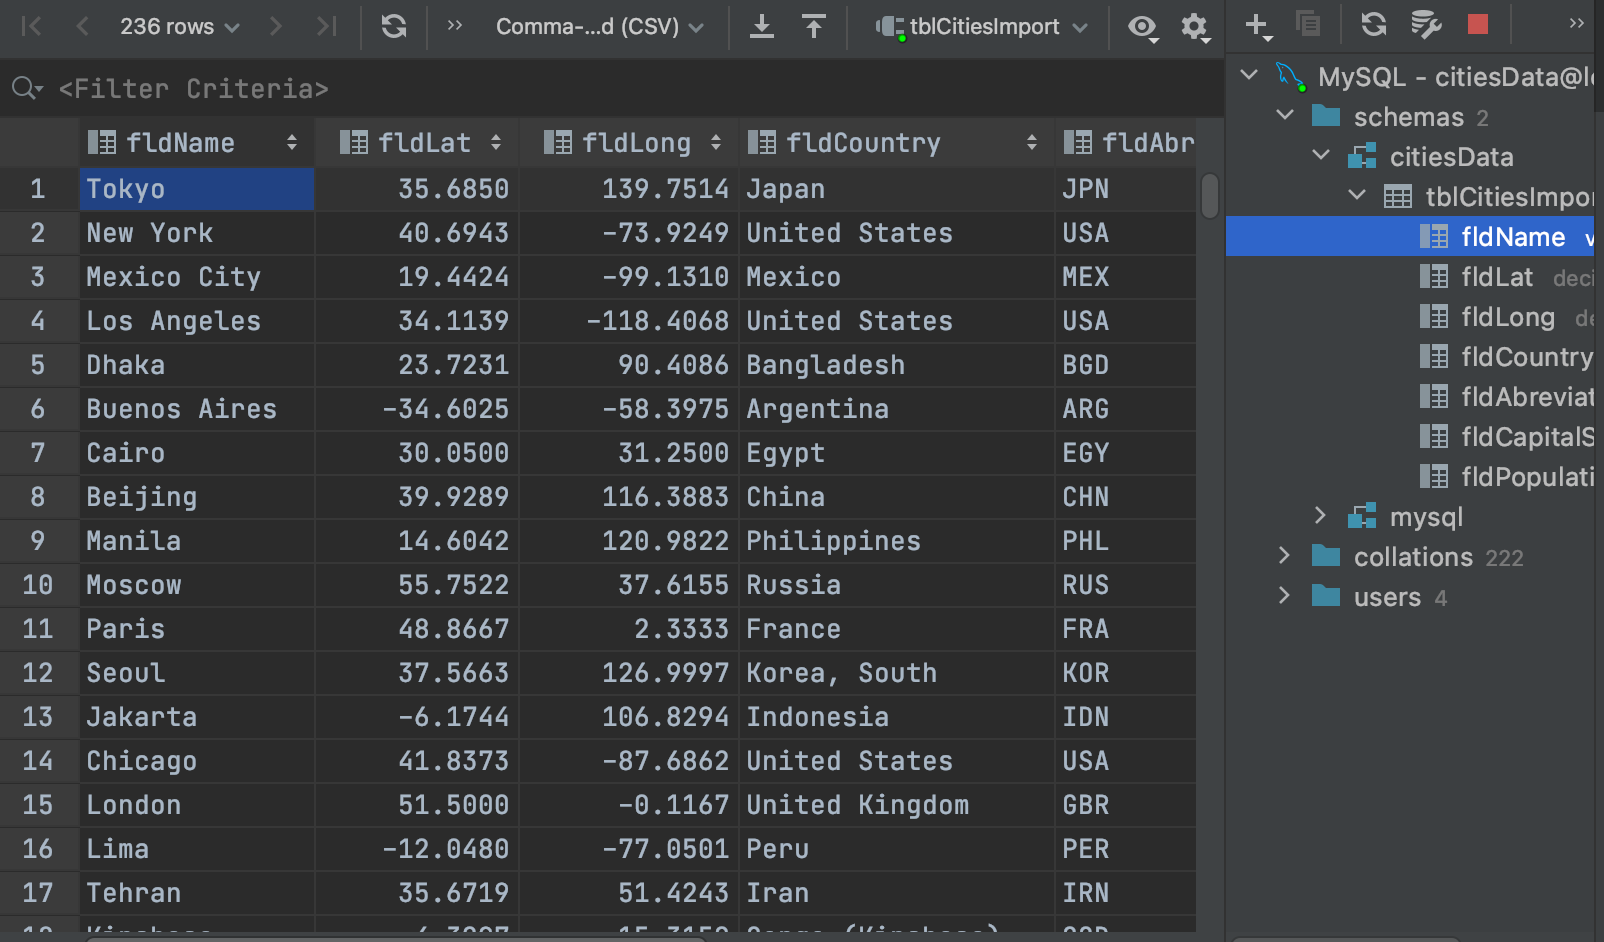 236 rows
Comma-...d (CSV)
tblCitiesImport
<Filter Criteria>
fldName fldLat fldLong fldCountry fldAbr
1 Tokyo 35.6850 139.7514 Japan JPN
2 New York 40.6943 -73.9249 United States USA
3 Mexico City 19.4424 -99.1310 Mexico MEX
4 Los Angeles 34.1139 -118.4068 United States USA
5 Dhaka 23.7231 90.4086 Bangladesh BGD
6 Buenos Aires -34.6025 -58.3975 Argentina ARG
7 Cairo 30.0500 31.2500 Egypt EGY
8 Beijing 39.9289 116.3883 China CHN
9 Manila 14.6042 120.9822 Philippines PHL
10 Moscow 55.7522 37.6155 Russia RUS
11 Paris 48.8667 2.3333 France FRA
12 Seoul 37.5663 126.9997 Korea, South KOR
13 Jakarta -6.1744 106.8294 Indonesia IDN
14 Chicago 41.8373 -87.6862 United States USA
15 London 51.5000 -0.1167 United Kingdom GBR
16 Lima -12.0480 -77.0501 Peru PER
17 Tehran 35.6719 51.4243 Iran IRN
MySQL - citiesData@l
schemas 2
citiesData
tblCitiesImpor
fldName v
fldLat deci
fldLong de
fldCountry
fldAbreviat
fldCapitalS
fldPopulati
mysql
collations 222
users 4